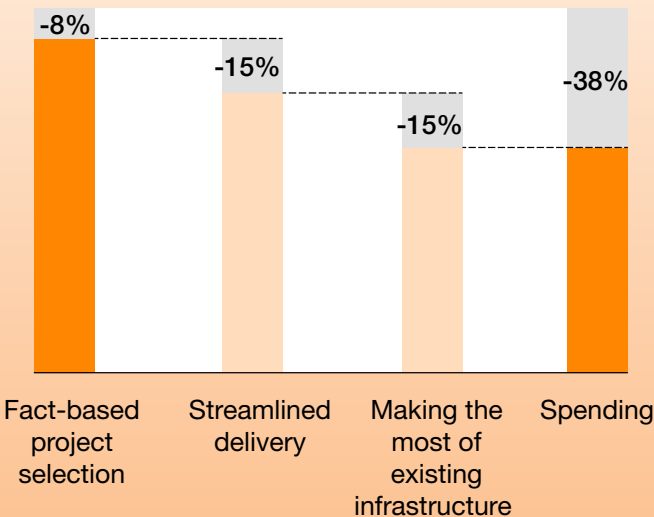 -8%
-15%
-15%
-38%
Fact-based
project
selection
Streamlined
delivery
Making the
most of
existing
infrastructure
Spending